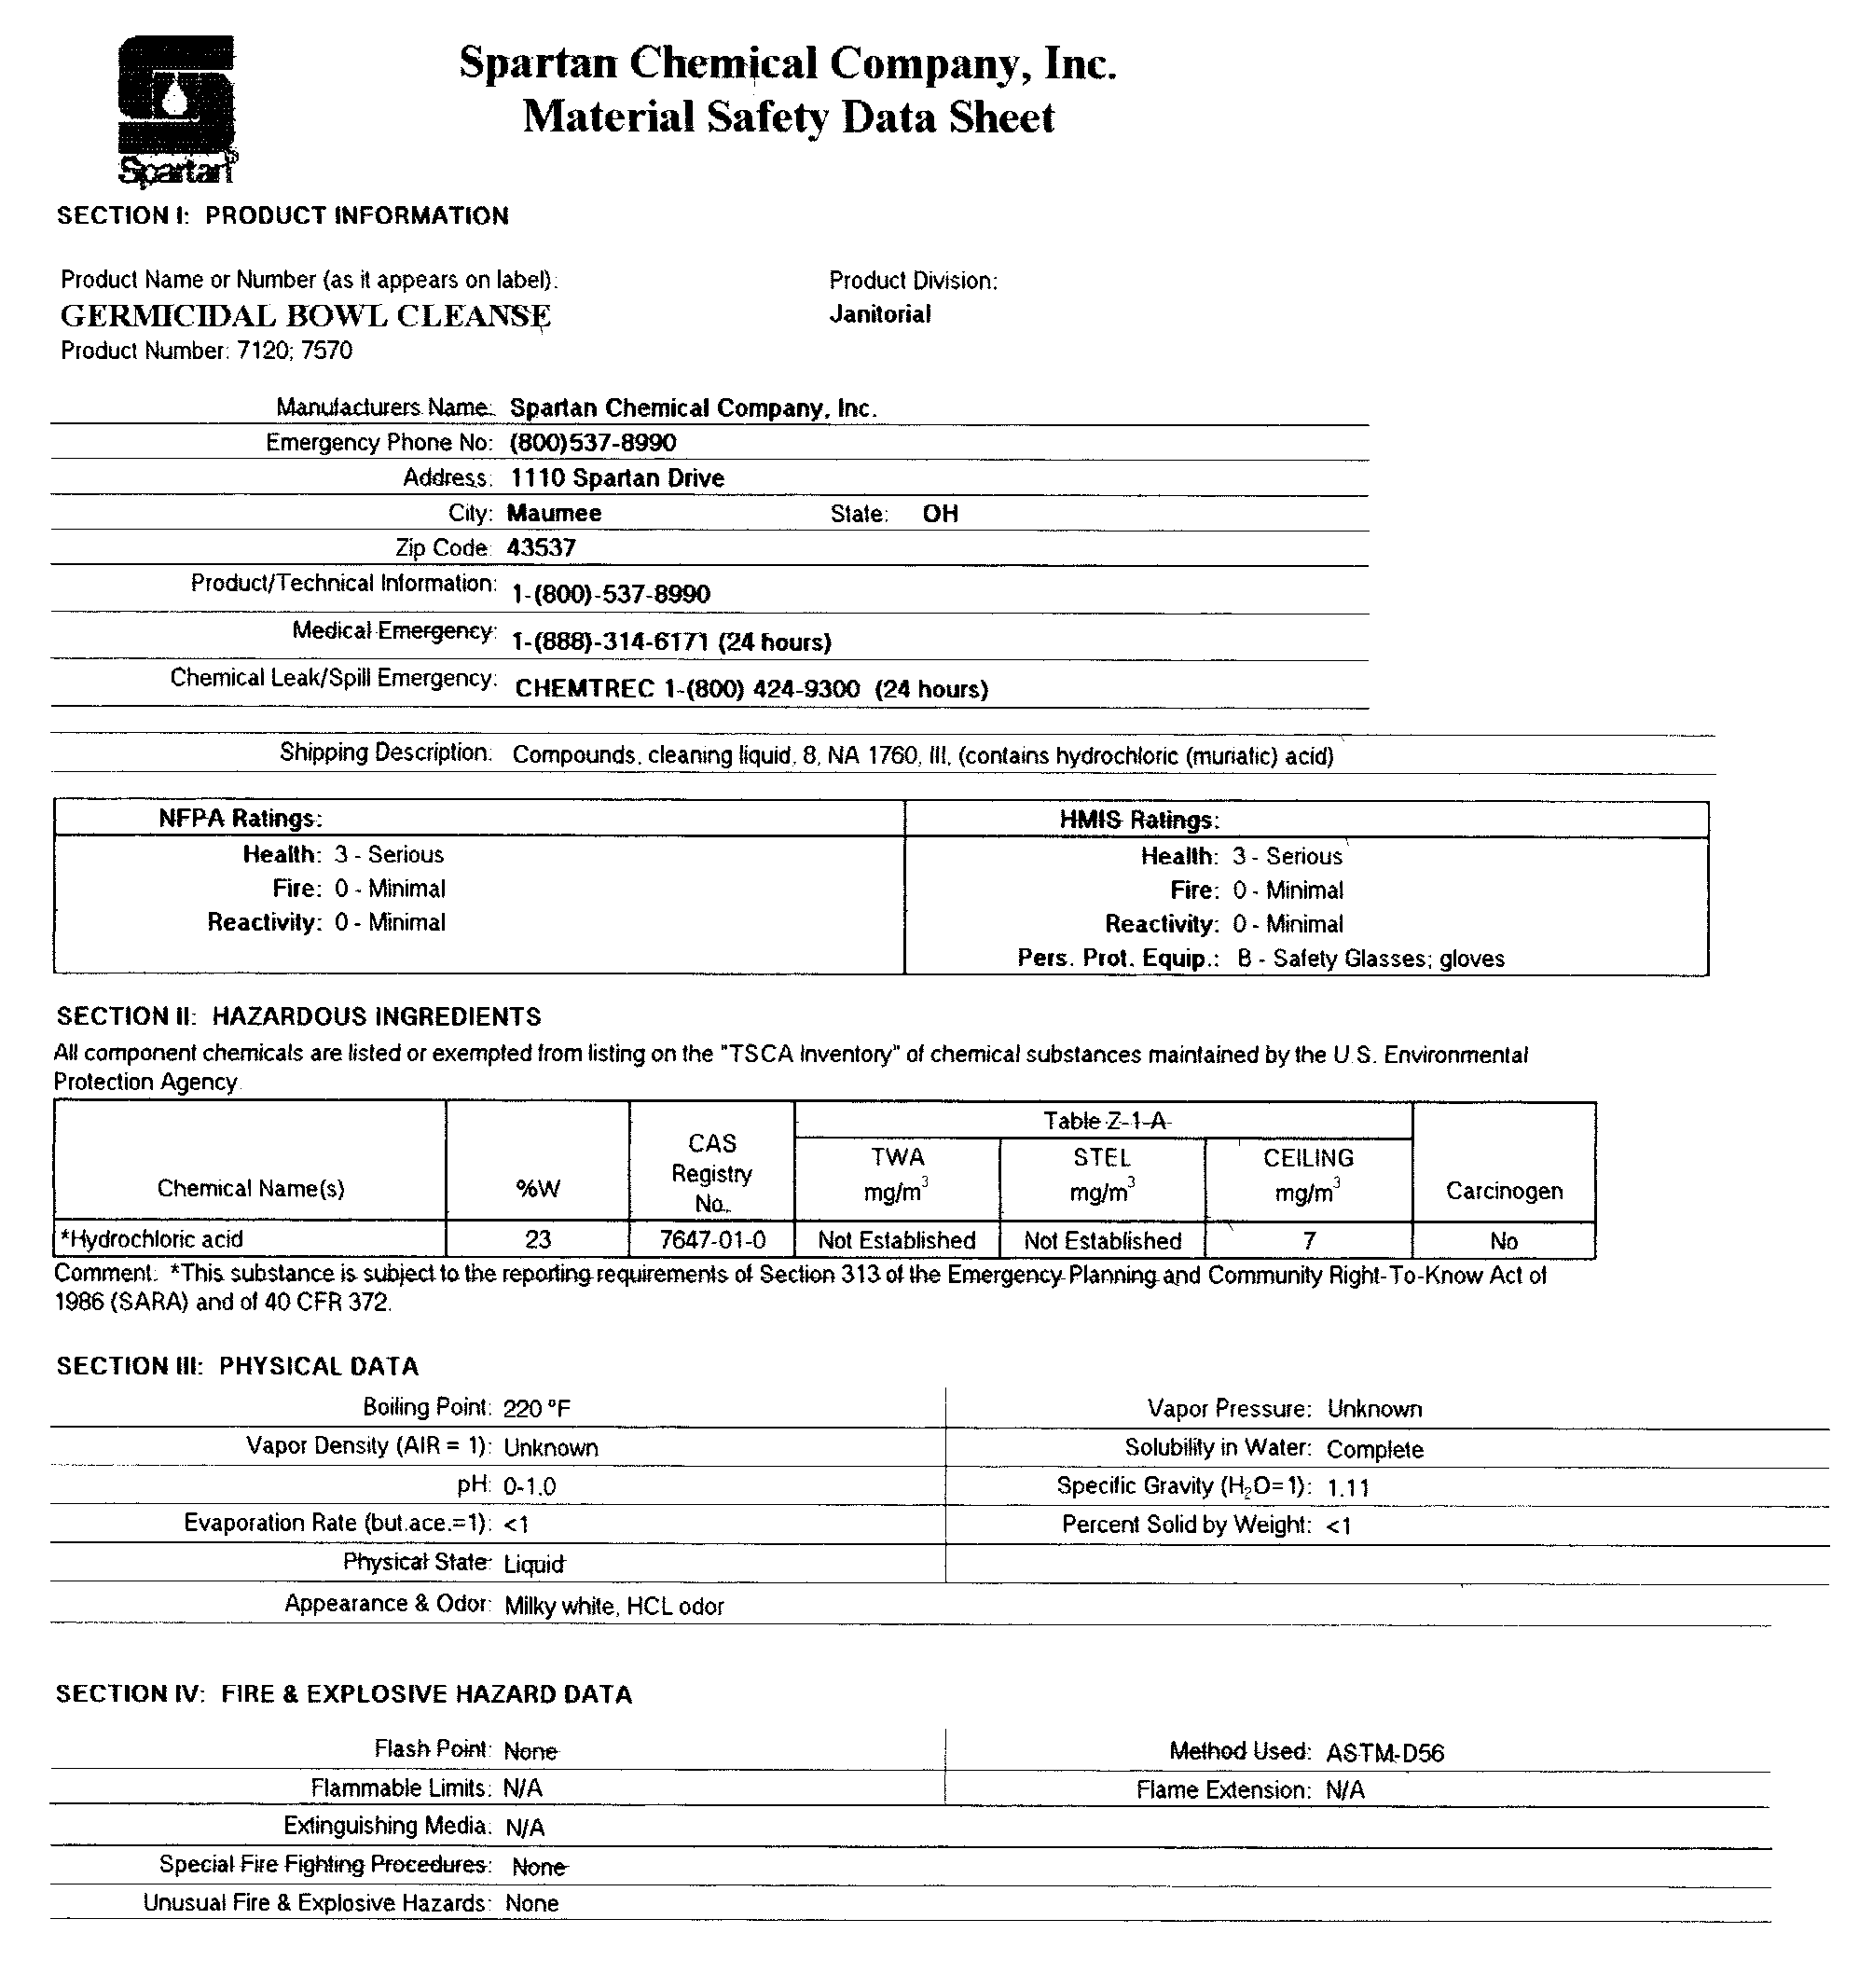 Spartan Chemical Company, Inc.
Material Safety Data Sheet
Spartan®
SECTION I: PRODUCT INFORMATION
Product Name or Number (as it appears on label): Product Division:
GERMICIDAL BOWL CLEANSE Janitorial
Product Number: 7120; 7570
Manufacturers Name: Spartan Chemical Company, Inc.
Emergency Phone No: (800)537-8990
Address: 1110 Spartan Drive
City: Maumee State: OH
Zip Code: 43537
Product/Technical Information: 1-(800)-537-8990
Medical Emergency: 1-(888)-314-6171 (24 hours)
Chemical Leak/Spill Emergency: CHEMTREC 1-(800) 424-9300 (24 hours)
Shipping Description: Compounds, cleaning liquid, 8, NA 1760, III, (contains hydrochloric (muriatic) acid)
NFPA Ratings: HMIS Ratings:
Health: 3 - Serious Health: 3 - Serious
Fire: 0 - Minimal Fire: 0 - Minimal
Reactivity: 0 - Minimal Reactivity: 0 - Minimal
Pers. Prot. Equip.: B - Safety Glasses; gloves
SECTION II: HAZARDOUS INGREDIENTS
All component chemicals are listed or exempted from listing on the "TSCA Inventory" of chemical substances maintained by the U.S. Environmental
Protection Agency.
Table Z-1-A
Chemical Name(s) %W CAS Registry No. TWA mg/m³ STEL mg/m³ CEILING mg/m³ Carcinogen
*Hydrochloric acid 23 7647-01-0 Not Established Not Established 7 No
Comment: *This substance is subject to the reporting requirements of Section 313 of the Emergency Planning and Community Right-To-Know Act of
1986 (SARA) and of 40 CFR 372.
SECTION III: PHYSICAL DATA
Boiling Point: 220 °F Vapor Pressure: Unknown
Vapor Density (AIR = 1): Unknown Solubility in Water: Complete
pH: 0-1.0 Specific Gravity (H₂O=1): 1.11
Evaporation Rate (but.ace.=1): <1 Percent Solid by Weight: <1
Physical State: Liquid
Appearance & Odor: Milky white, HCL odor
SECTION IV: FIRE & EXPLOSIVE HAZARD DATA
Flash Point: None Method Used: ASTM-D56
Flammable Limits: N/A Flame Extension: N/A
Extinguishing Media: N/A
Special Fire Fighting Procedures: None
Unusual Fire & Explosive Hazards: None